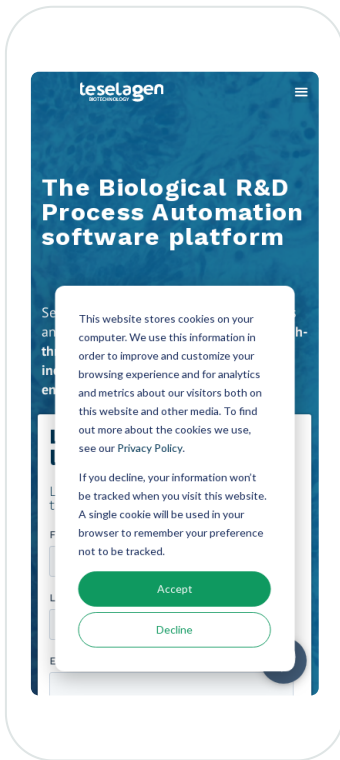 teselagen
BIOTECHNOLOGY
The Biological R&D
Process Automation
software platform
This website stores cookies on your
computer. We use this information in
order to improve and customize your
browsing experience and for analytics
and metrics about our visitors both on
this website and other media. To find
out more about the cookies we use,
see our Privacy Policy.
If you decline, your information won't
be tracked when you visit this website.
A single cookie will be used in your
browser to remember your preference
not to be tracked.
Accept
Decline